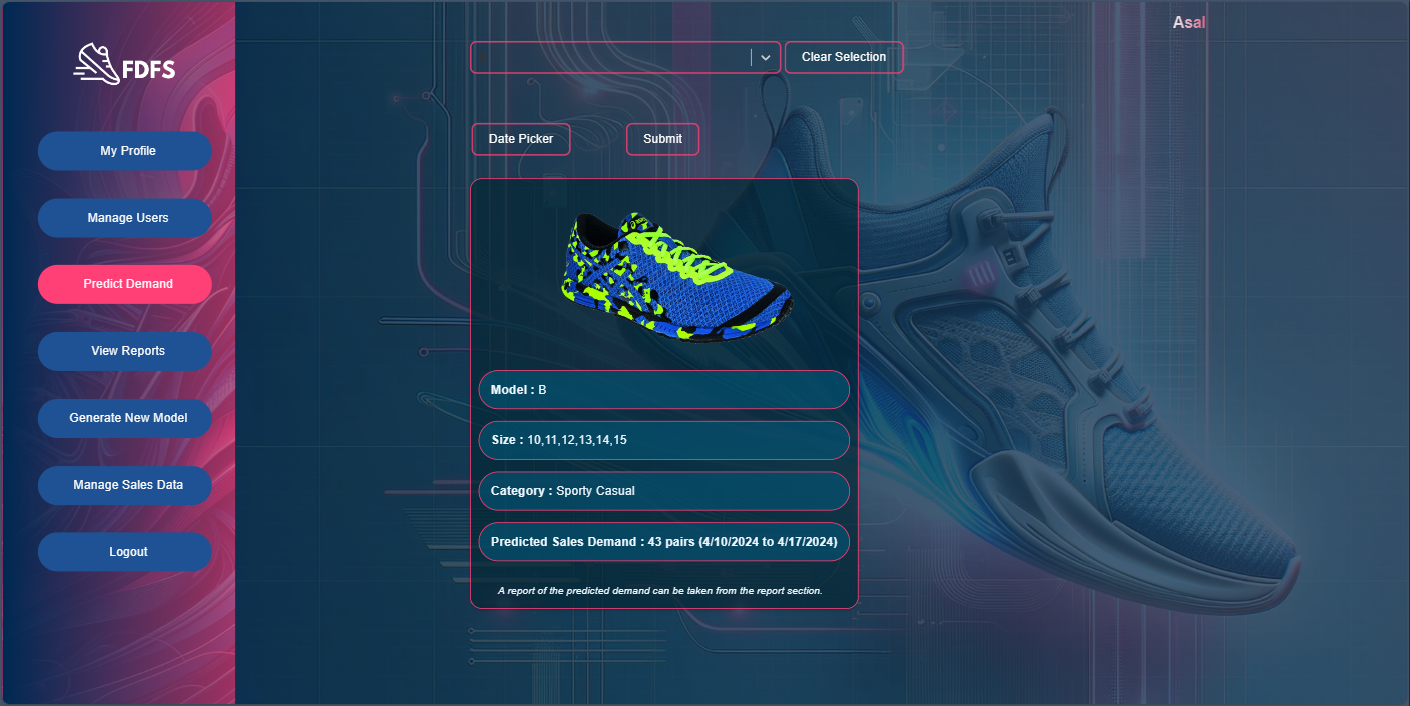 FDFS
My Profile
Manage Users
Predict Demand
View Reports
Generate New Model
Manage Sales Data
Logout
Asal
Clear Selection
Date Picker
Submit
Model : B
Size : 10,11,12,13,14,15
Category : Sporty Casual
Predicted Sales Demand : 43 pairs (4/10/2024 to 4/17/2024)
A report of the predicted demand can be taken from the report section.